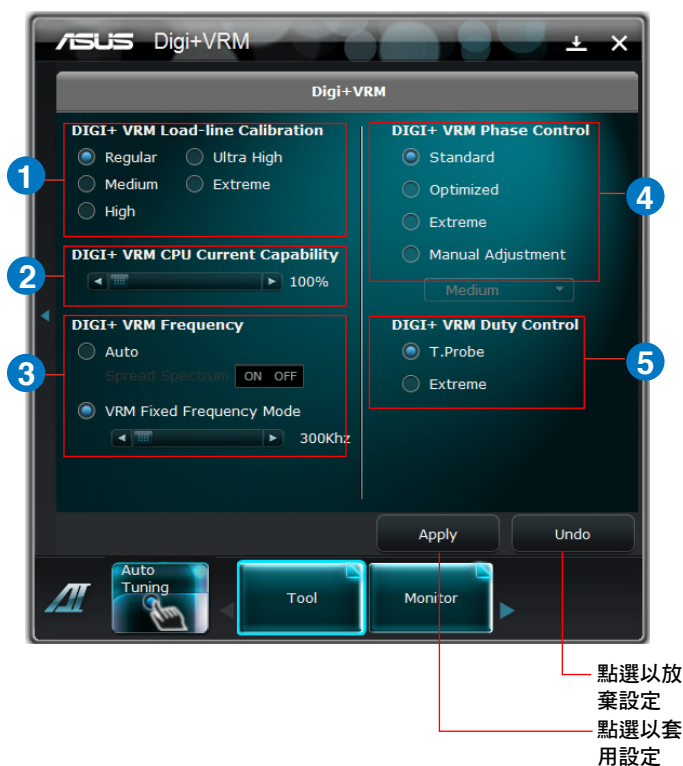 ASUS Digi+VRM
Digi+VRM
1
DIGI+ VRM Load-line Calibration
Regular
Ultra High
Medium
Extreme
High
2
DIGI+ VRM CPU Current Capability
100%
3
DIGI+ VRM Frequency
Auto
Spread Spectrum ON OFF
VRM Fixed Frequency Mode
300Khz
4
DIGI+ VRM Phase Control
Standard
Optimized
Extreme
Manual Adjustment
Medium
5
DIGI+ VRM Duty Control
T.Probe
Extreme
Apply
Undo
AI
Auto
Tuning
Tool
Monitor
點選以放
棄設定
點選以套
用設定